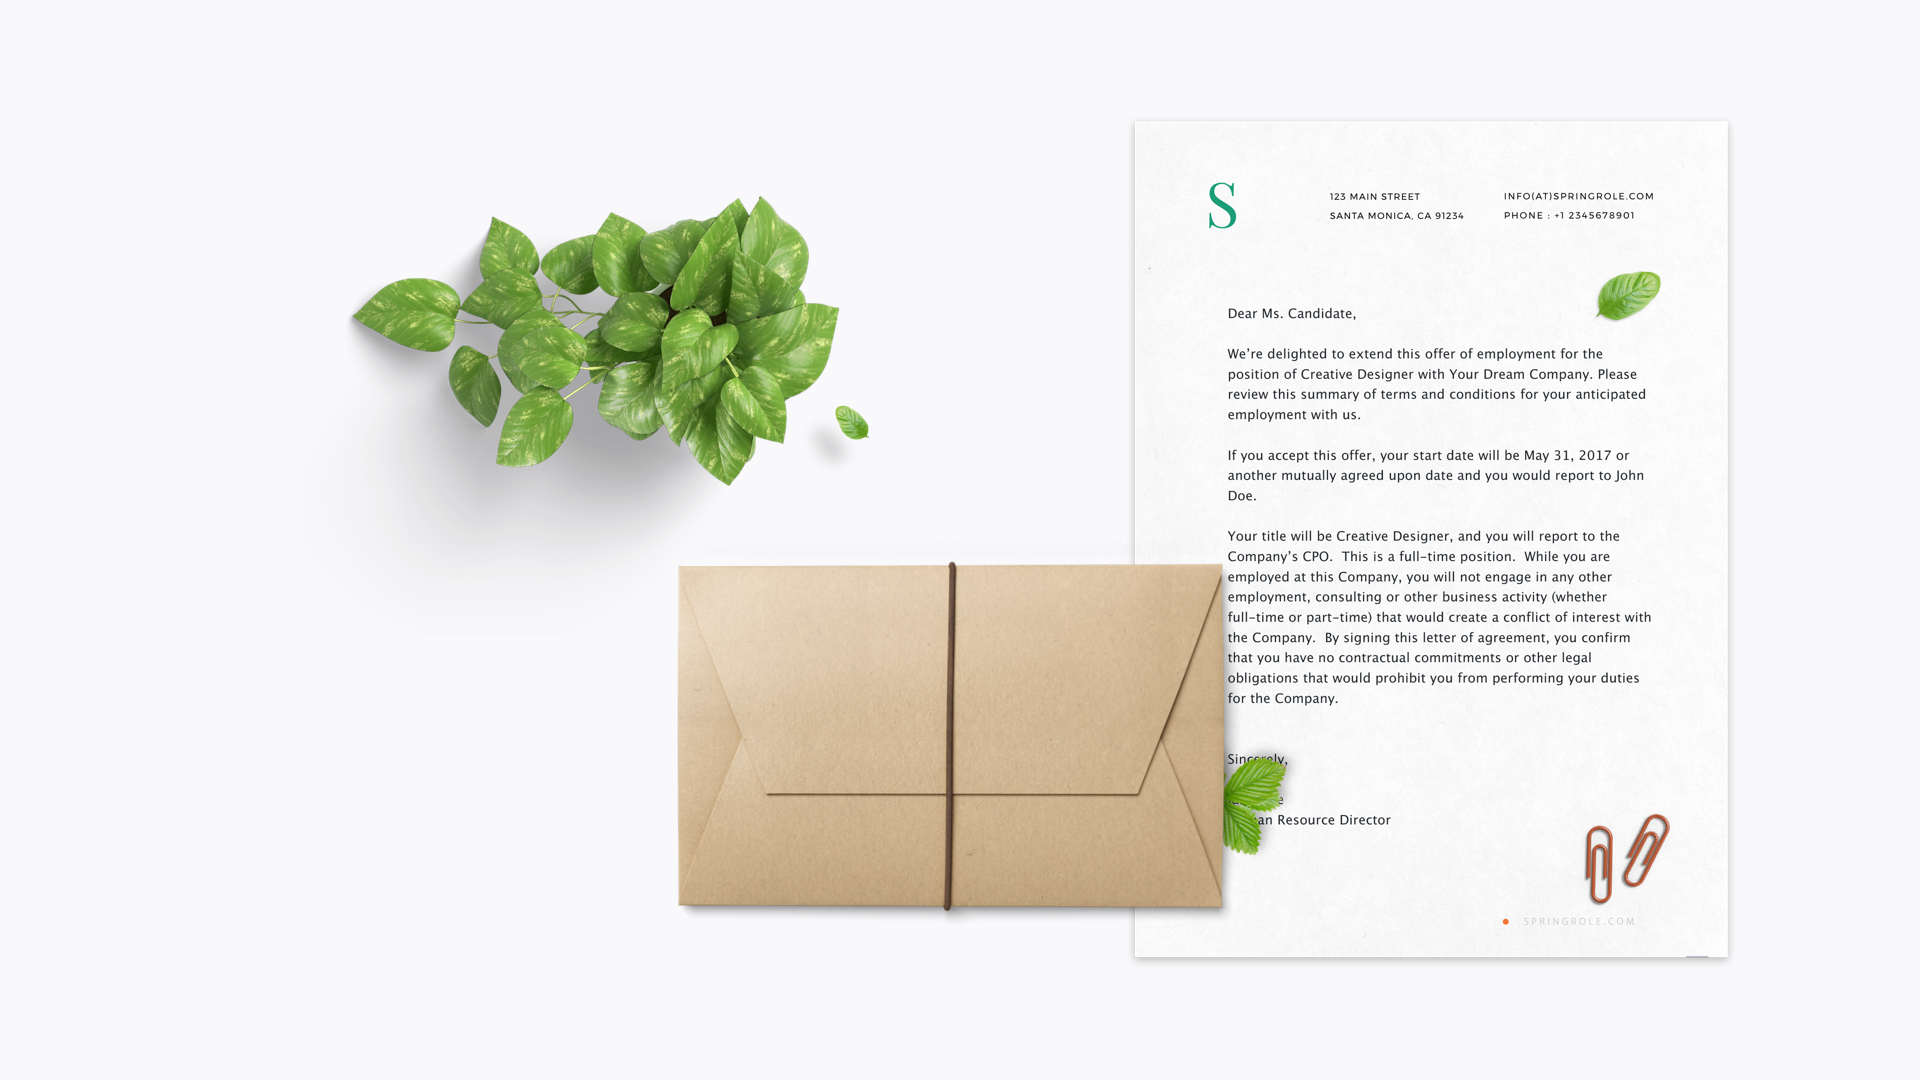 S
123 MAIN STREET
SANTA MONICA, CA 91234
INFO(AT)SPRINGROLE.COM
PHONE : +1 2345678901
Dear Ms. Candidate,
We’re delighted to extend this offer of employment for the
position of Creative Designer with Your Dream Company. Please
review this summary of terms and conditions for your anticipated
employment with us.
If you accept this offer, your start date will be May 31, 2017 or
another mutually agreed upon date and you would report to John
Doe.
Your title will be Creative Designer, and you will report to the
Company’s CPO.  This is a full-time position.  While you are
employed at this Company, you will not engage in any other
employment, consulting or other business activity (whether
full-time or part-time) that would create a conflict of interest with
the Company.  By signing this letter of agreement, you confirm
that you have no contractual commitments or other legal
obligations that would prohibit you from performing your duties
for the Company.
Sincerely,
Resource Director
SPRINGROLE.COM